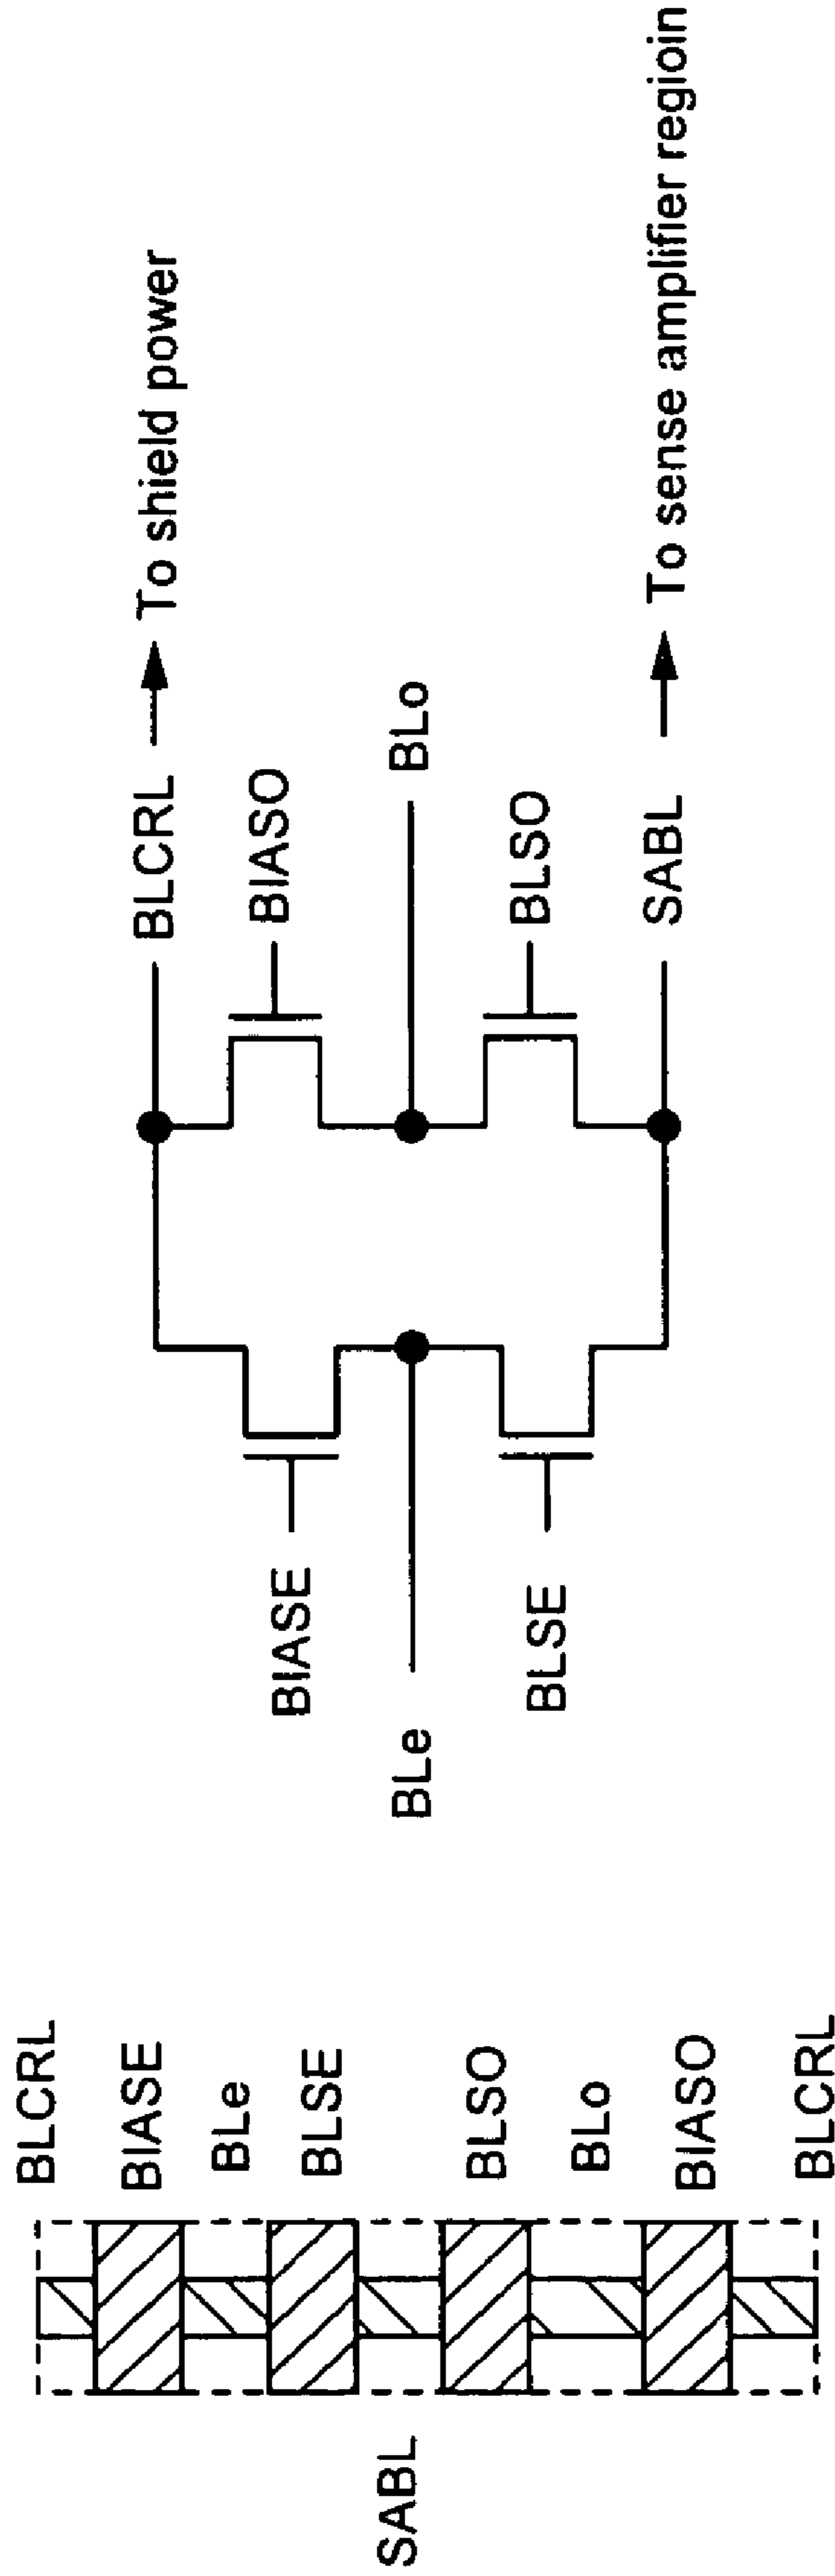 BLCRL
BIASE
BLe
BLSE
BLSO
BLo
BIASO
BLCRL
SABL
BLCRL
To shield power
BIASE
BIASO
BLe
BLo
BLSE
BLSO
SABL
To sense amplifier regioin